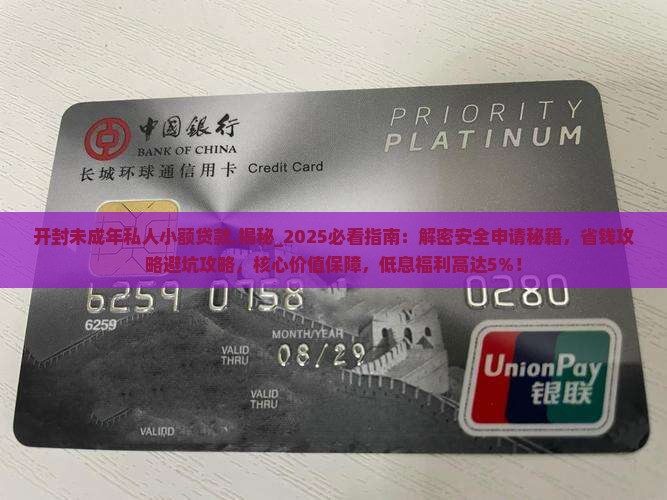 中国银行
BANK OF CHINA
长城环球通信用卡 Credit Card
PRIORITY
PLATINUM
开封未成年私人小额贷款,揭秘_2025必看指南：解密安全申请秘籍，省钱攻
略避坑攻略，核心价值保障，低息福利高达5%！
6259 0758 0280
6259
MONTH/YEAR
VALID
THRU
08/29
VALID
THRU
VALID
UnionPay
银联